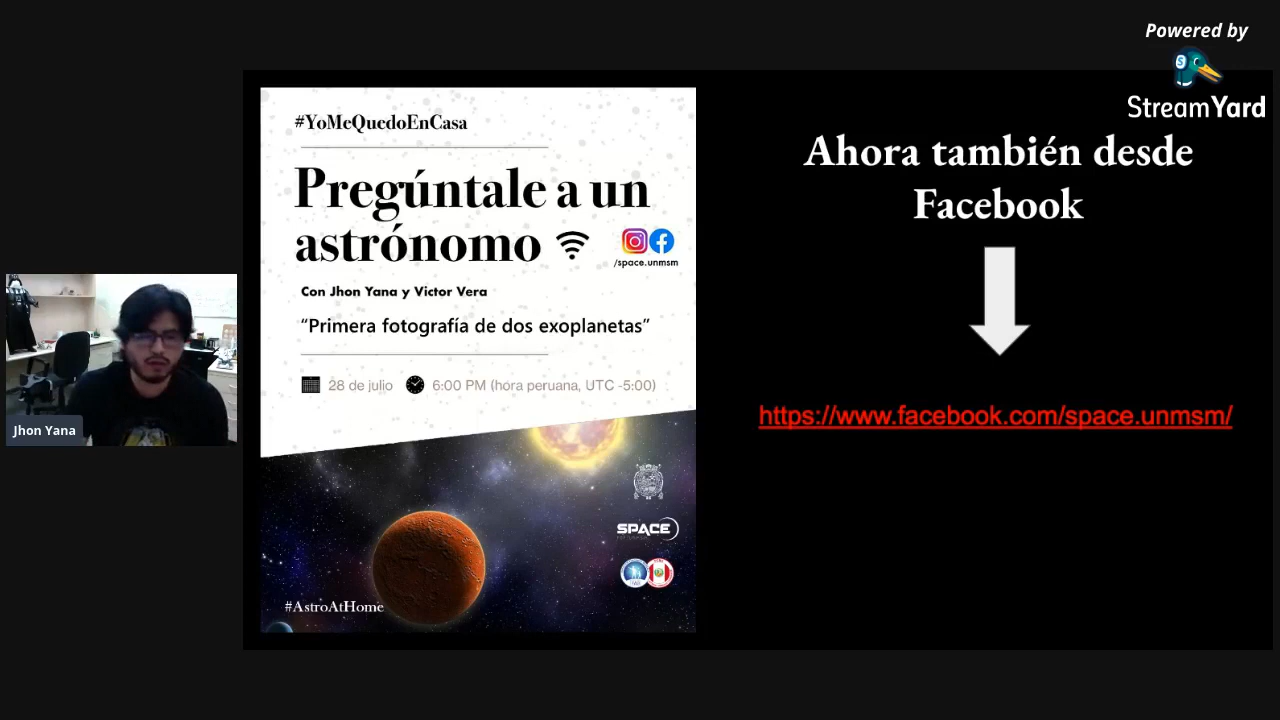 Powered by
StreamYard
#YoMeQuedoEnCasa
Pregúntale a un
astrónomo
/space.unmsm
Con Jhon Yana y Victor Vera
“Primera fotografía de dos exoplanetas”
28 de julio 6:00 PM (hora peruana, UTC -5:00)
SPACE
#AstroAtHome
Ahora también desde
Facebook
https://www.facebook.com/space.unmsm/
Jhon Yana